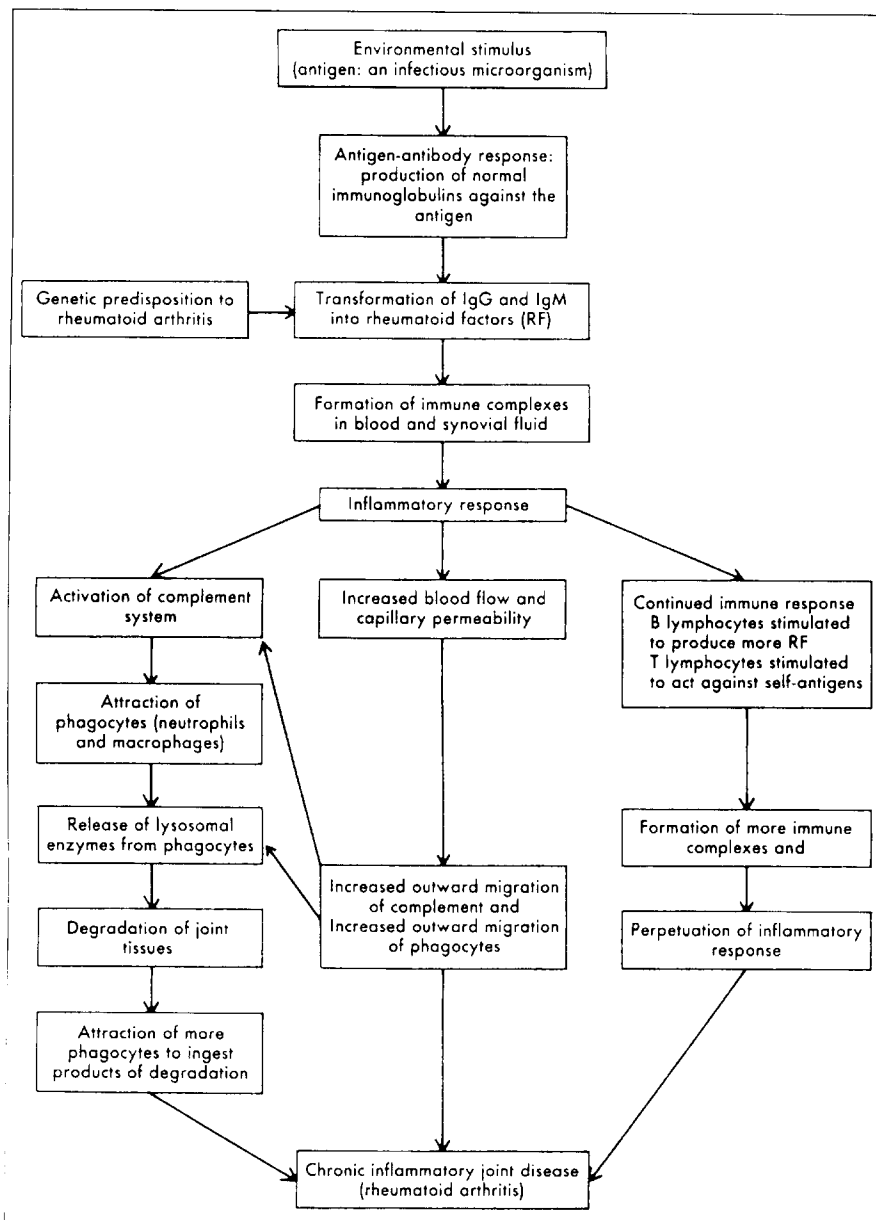 Environmental stimulus
(antigen: an infectious microorganism)
Antigen-antibody response:
production of normal
immunoglobulins against the
antigen
Genetic predisposition to
rheumatoid arthritis
Transformation of IgG and IgM
into rheumatoid factors (RF)
Formation of immune complexes
in blood and synovial fluid
Inflammatory response
Activation of complement
system
Attraction of
phagocytes (neutrophils
and macrophages)
Release of lysosomal
enzymes from phagocytes
Degradation of joint
tissues
Attraction of more
phagocytes to ingest
products of degradation
Increased blood flow and
capillary permeability
Increased outward migration
of complement and
Increased outward migration
of phagocytes
Continued immune response
B lymphocytes stimulated
to produce more RF
T lymphocytes stimulated
to act against self-antigens
Formation of more immune
complexes and
Perpetuation of inflammatory
response
Chronic inflammatory joint disease
(rheumatoid arthritis)